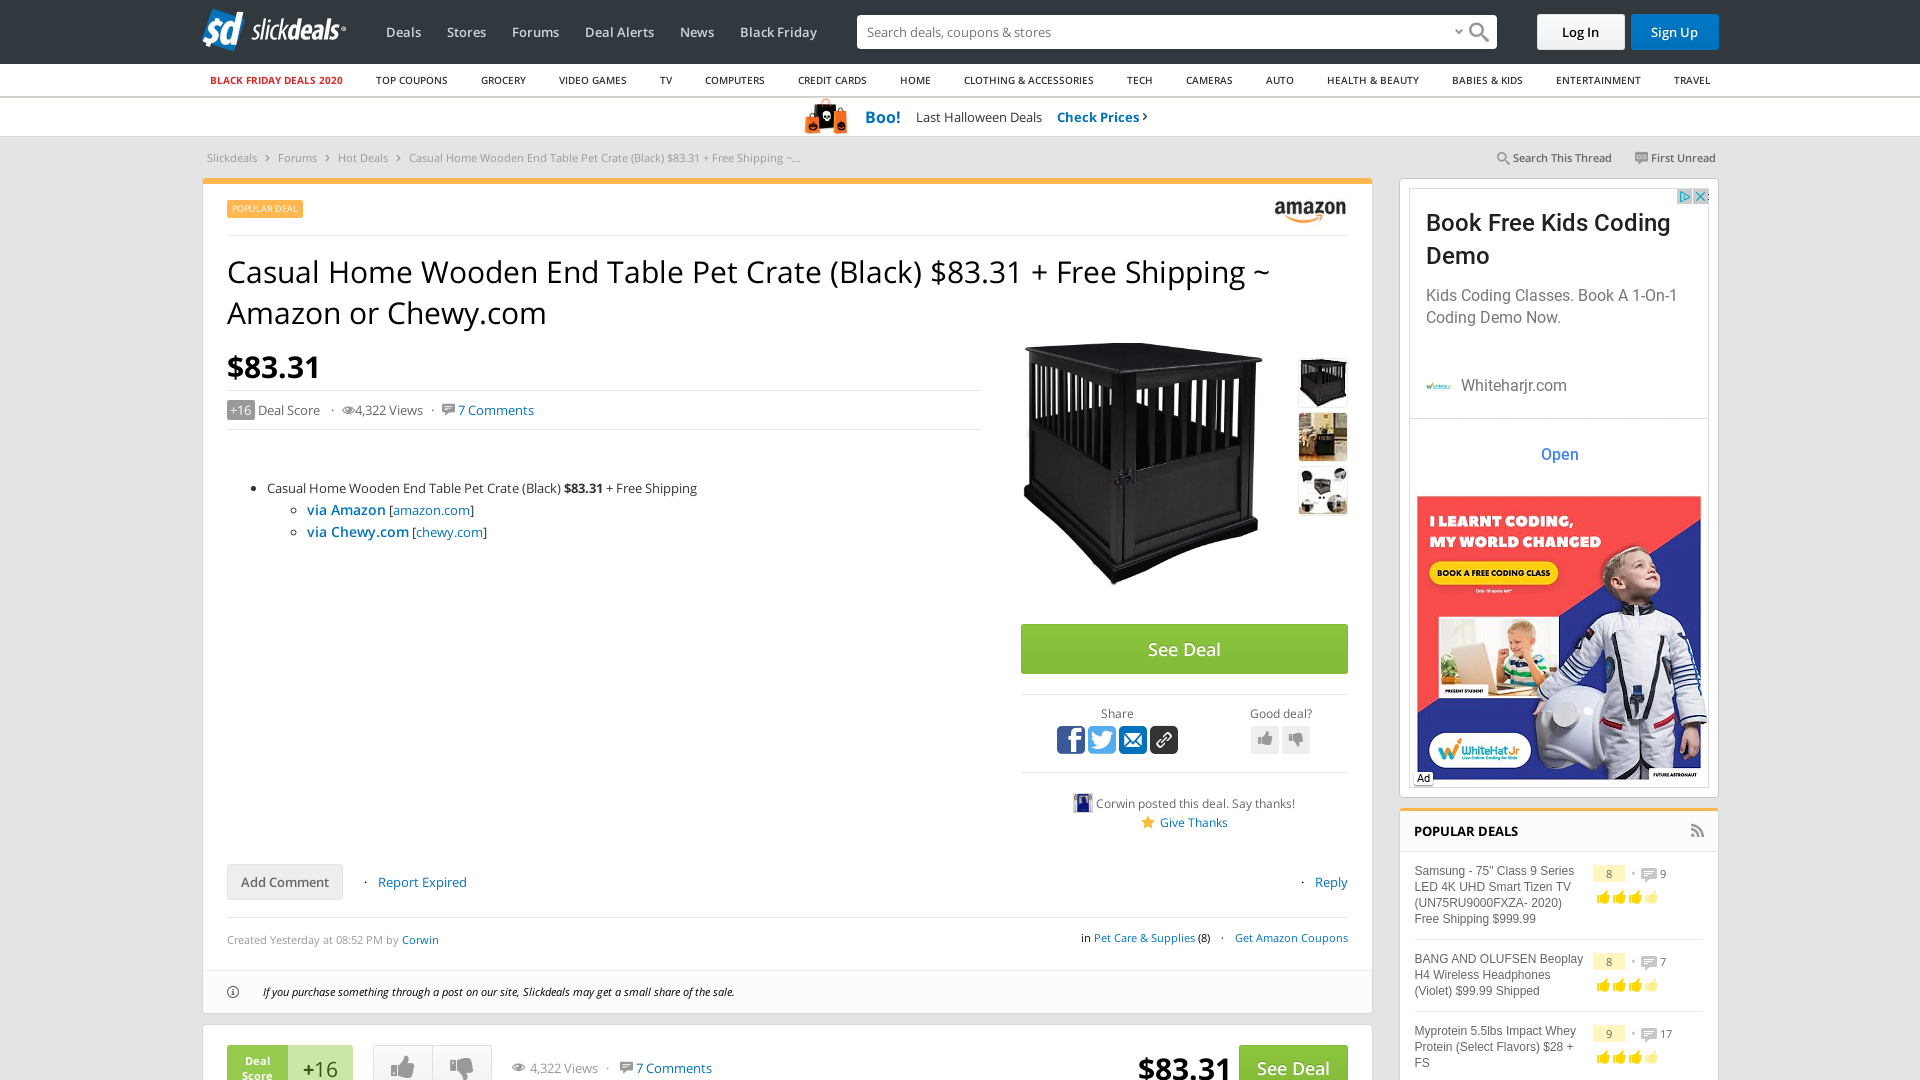 slickdeals
Deals Stores Forums Deal Alerts News Black Friday
Search deals, coupons & stores
Log In
Sign Up
BLACK FRIDAY DEALS 2020 TOP COUPONS GROCERY VIDEO GAMES TV COMPUTERS CREDIT CARDS HOME CLOTHING & ACCESSORIES TECH CAMERAS AUTO HEALTH & BEAUTY BABIES & KIDS ENTERTAINMENT TRAVEL
Boo! Last Halloween Deals Check Prices
Slickdeals > Forums > Hot Deals > Casual Home Wooden End Table Pet Crate (Black) $83.31 + Free Shipping ~...
Search This Thread First Unread
POPULAR DEAL
amazon
Casual Home Wooden End Table Pet Crate (Black) $83.31 + Free Shipping ~
Amazon or Chewy.com
$83.31
+16 Deal Score · 4,322 Views · 7 Comments
• Casual Home Wooden End Table Pet Crate (Black) $83.31 + Free Shipping
via Amazon [amazon.com]
via Chewy.com [chewy.com]
See Deal
Share
Good deal?
Corwin posted this deal. Say thanks!
Give Thanks
Add Comment · Report Expired
· Reply
Created Yesterday at 08:52 PM by Corwin
in Pet Care & Supplies (8) · Get Amazon Coupons
If you purchase something through a post on our site, Slickdeals may get a small share of the sale.
Deal
Score
+16
4,322 Views · 7 Comments
$83.31
See Deal
Book Free Kids Coding
Demo
Kids Coding Classes. Book A 1-On-1
Coding Demo Now.
Whiteharjr.com
Open
I LEARNT CODING,
MY WORLD CHANGED
BOOK A FREE CODING CLASS
Only 10 spots left*
PRESENT STUDENT
WhiteHat Jr
Live Online Coding for Kids
FUTURE ASTRONAUT
Ad
POPULAR DEALS
Samsung - 75" Class 9 Series
LED 4K UHD Smart Tizen TV
(UN75RU9000FXZA- 2020)
Free Shipping $999.99
8 • 9
BANG AND OLUFSEN Beoplay
H4 Wireless Headphones
(Violet) $99.99 Shipped
8 • 7
Myprotein 5.5lbs Impact Whey
Protein (Select Flavors) $28 +
FS
9 • 17